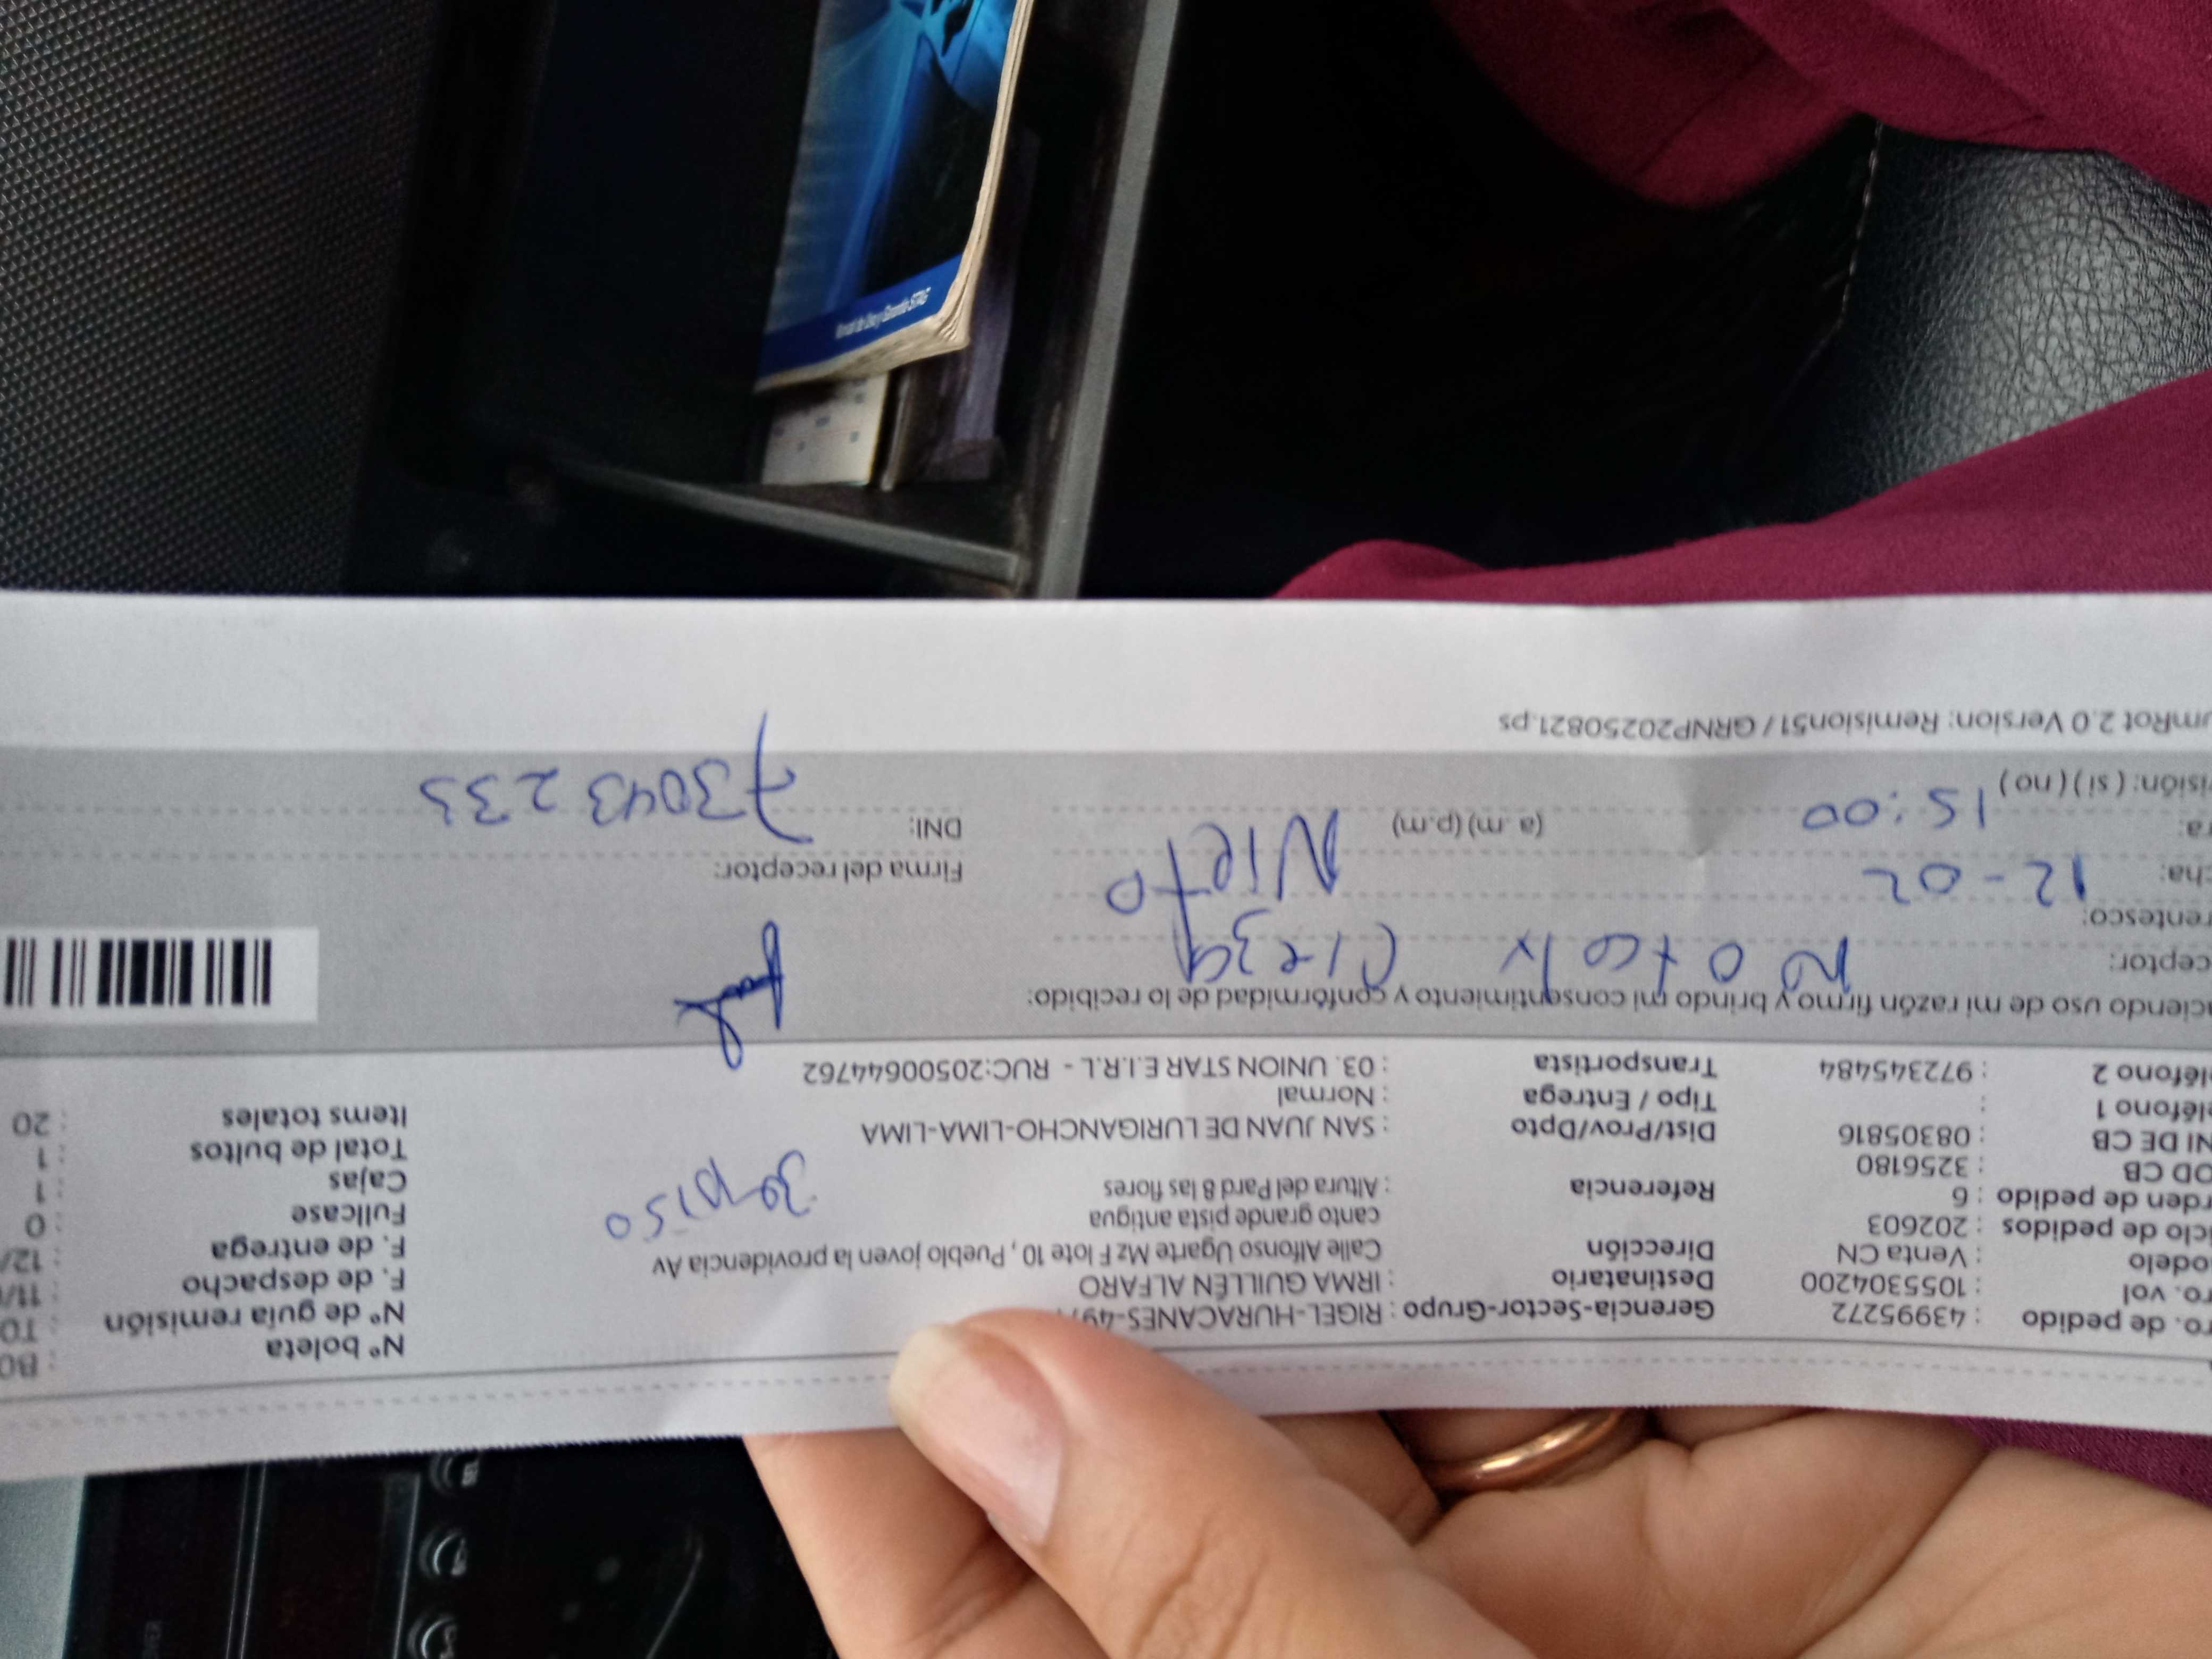 Nº boleta : B0
Nº de guía remisión : T0
F. de despacho : 11/
F. de entrega : 12/
Fullcase : 0
Cajas : 1
Total de bultos : 1
Items totales : 20
Gerencia-Sector-Grupo : RIGEL-HURACANES-497
Destinatario : IRMA GUILLÉN ALFARO
Dirección Calle Alfonso Ugarte Mz F lote 10, Pueblo joven la providencia Av
canto grande pista antigua
Referencia : Altura del Pard 8 las flores
3er piso
Dist/Prov/Dpto : SAN JUAN DE LURIGANCHO-LIMA-LIMA
Tipo / Entrega : Normal
Transportista : 03. UNION STAR E.I.R.L - RUC:20500644762
ro. de pedido : 43995272
ro. vol : 1055304200
odelo : Venta CN
iclo de pedidos : 202603
rden de pedido : 6
OD CB : 3256180
NI DE CB : 08305816
eléfono 1 :
eléfono 2 : 972345484
aciendo uso de mi razón firmo y brindo mi consentimiento y conformidad de lo recibido:
ceptor:
Nieto
rentesco:
cha: 12-02
ra: 15:00 (a.m) (p.m)
isión: ( si ) ( no )
Firma del receptor:
DNI: 73043233
umRot 2.0 Version: Remision51 / GRNP20250821.ps